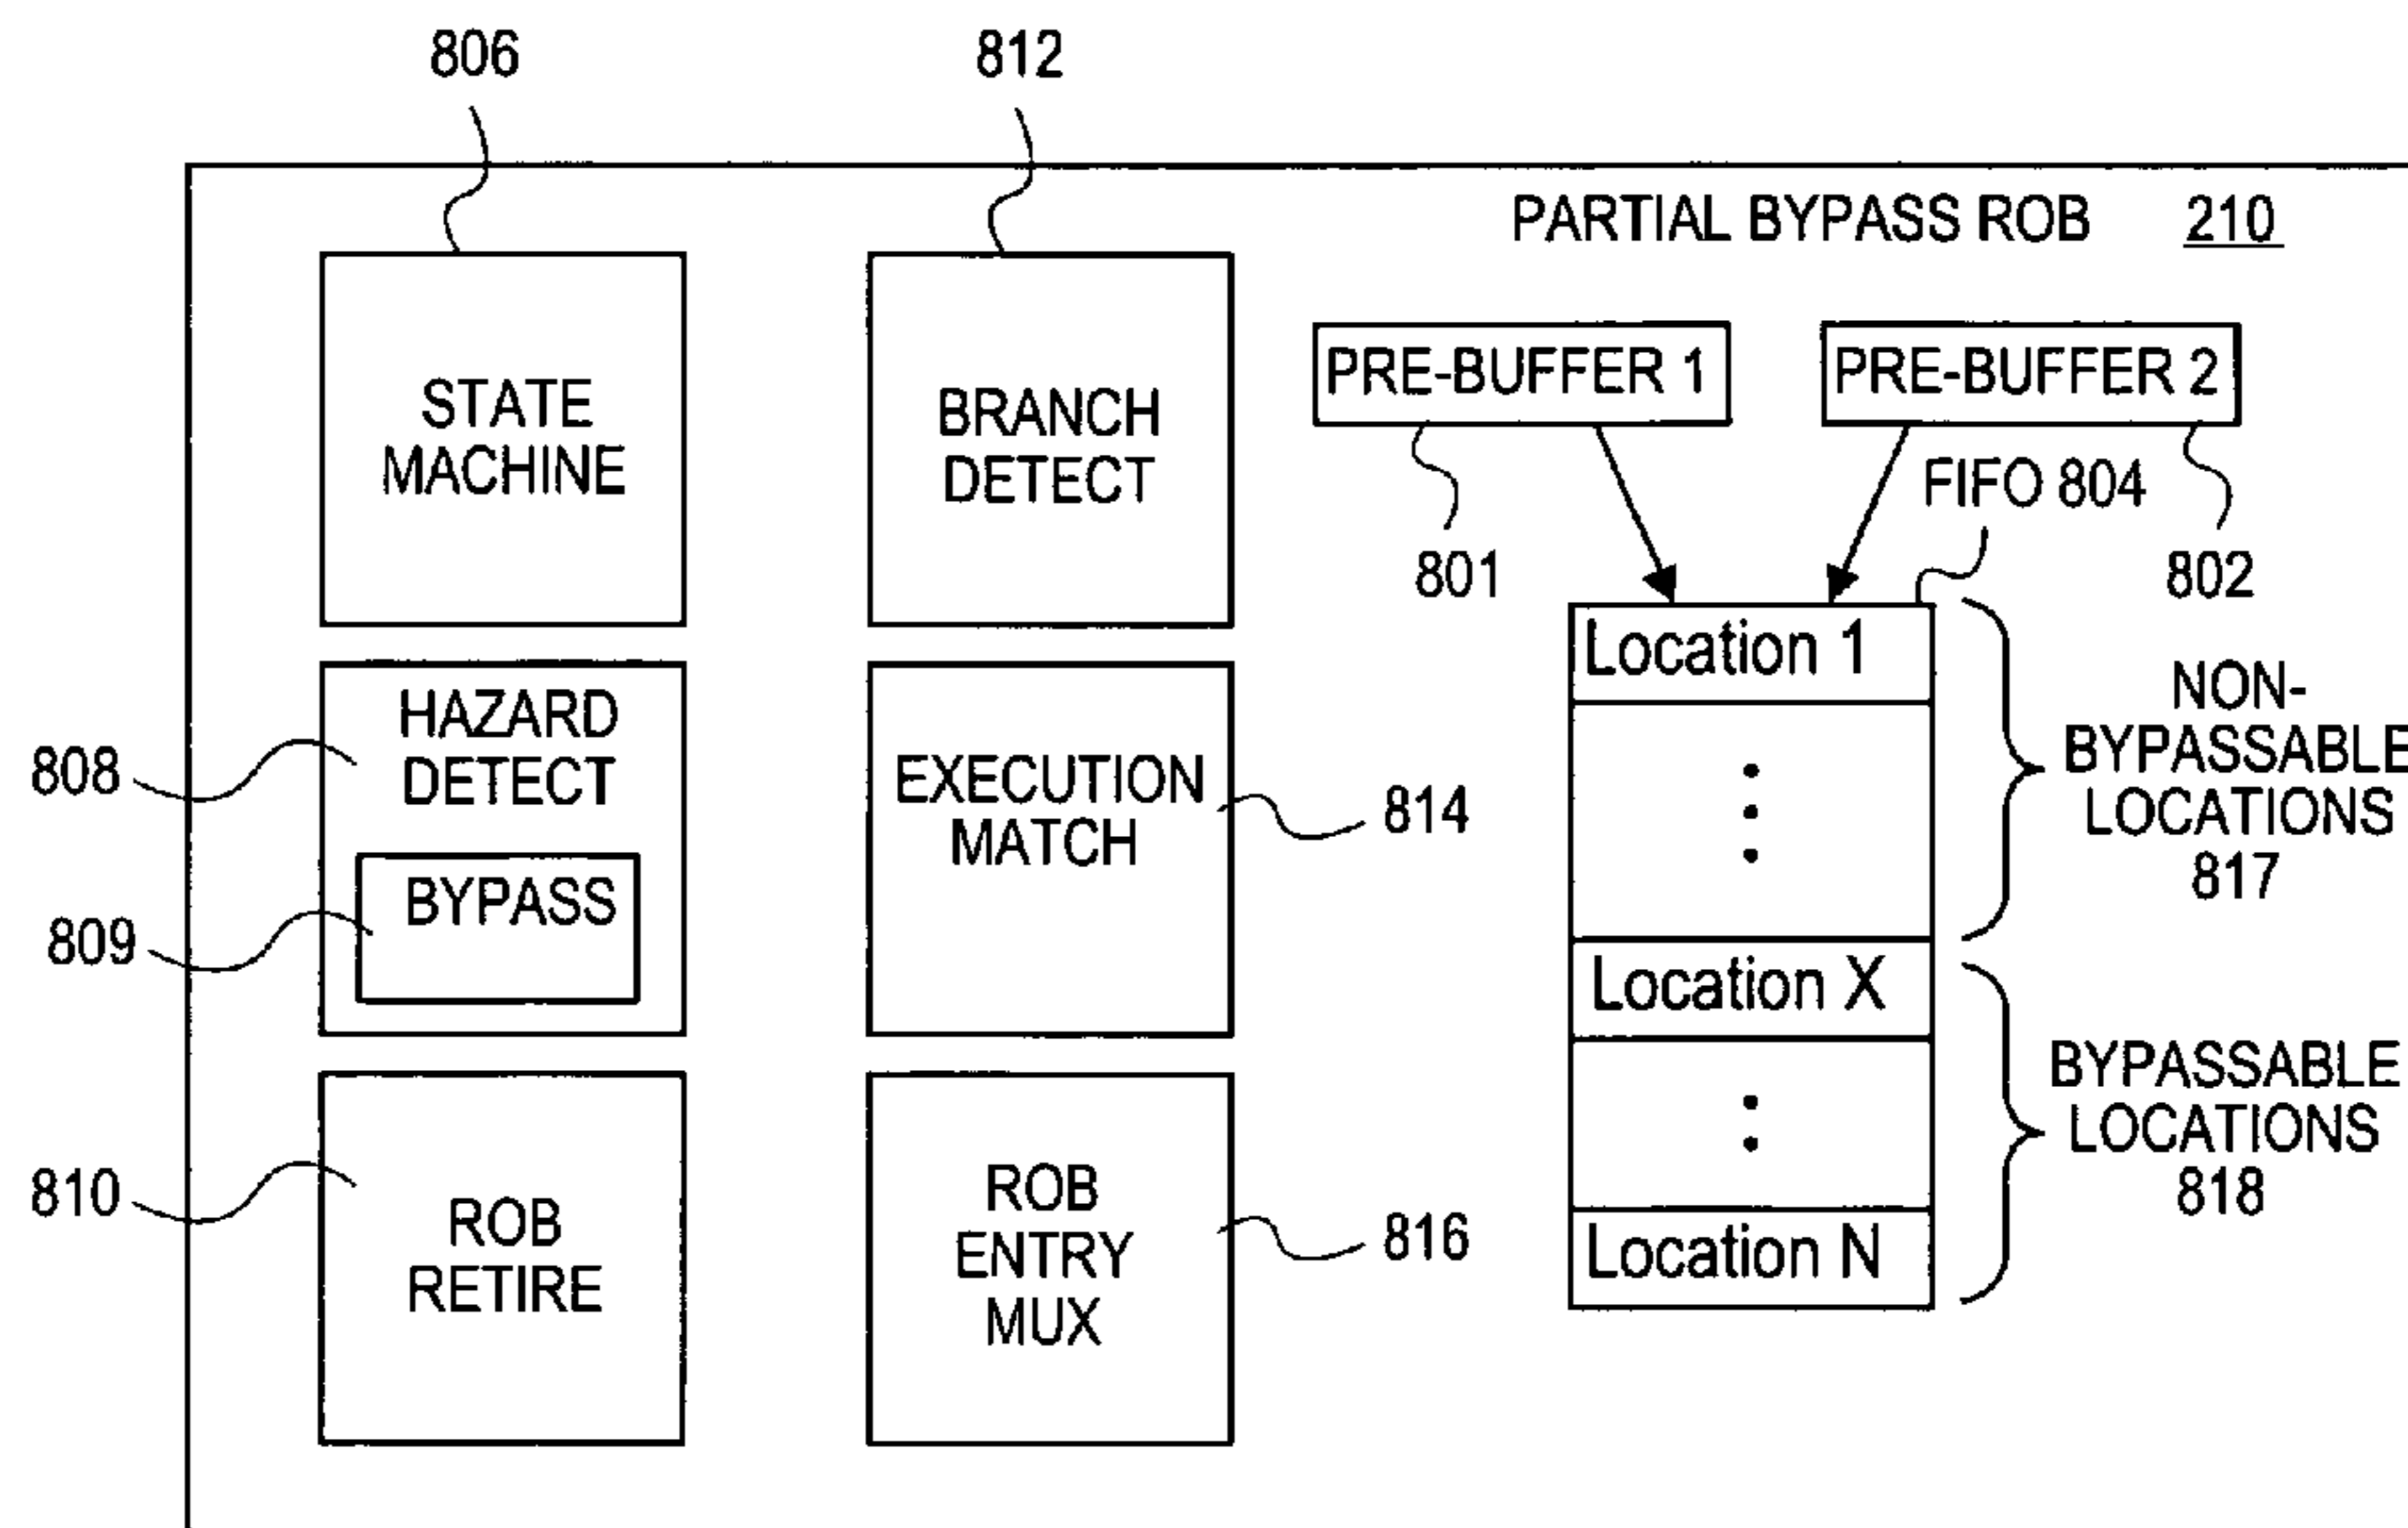 806
812
PARTIAL BYPASS ROB 210
STATE
MACHINE
BRANCH
DETECT
PRE-BUFFER 1
PRE-BUFFER 2
FIFO 804
801
802
Location 1
NON-
BYPASSABLE
LOCATIONS
817
HAZARD
DETECT
808
BYPASS
809
EXECUTION
MATCH
814
Location X
BYPASSABLE
LOCATIONS
818
810
ROB
RETIRE
ROB
ENTRY
MUX
816
Location N